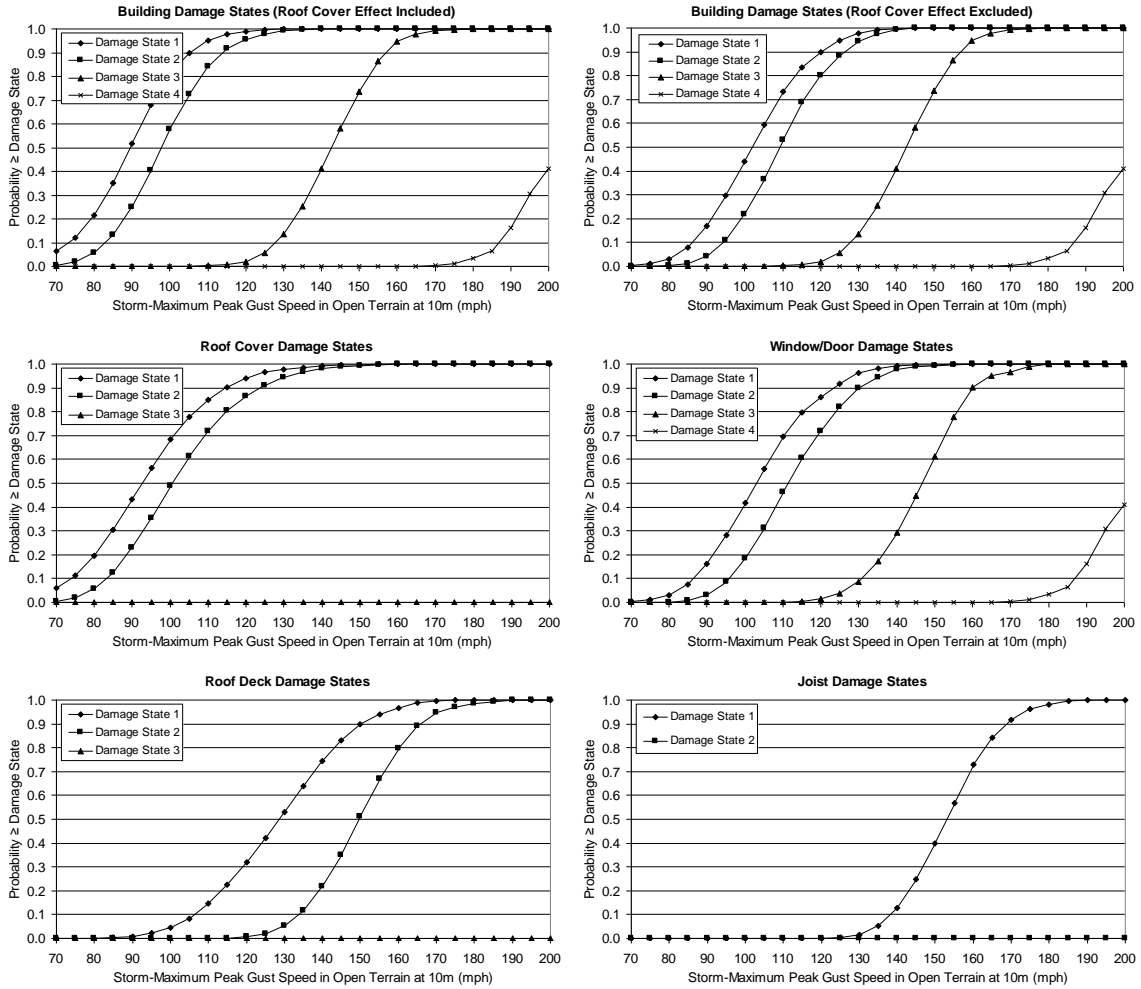 Building Damage States (Roof Cover Effect Included)
Probability ≥ Damage State
1.0
0.9
0.8
0.7
0.6
0.5
0.4
0.3
0.2
0.1
0.0
Damage State 1
Damage State 2
Damage State 3
Damage State 4
70 80 90 100 110 120 130 140 150 160 170 180 190 200
Storm-Maximum Peak Gust Speed in Open Terrain at 10m (mph)
Building Damage States (Roof Cover Effect Excluded)
Probability ≥ Damage State
1.0
0.9
0.8
0.7
0.6
0.5
0.4
0.3
0.2
0.1
0.0
Damage State 1
Damage State 2
Damage State 3
Damage State 4
70 80 90 100 110 120 130 140 150 160 170 180 190 200
Storm-Maximum Peak Gust Speed in Open Terrain at 10m (mph)
Roof Cover Damage States
Probability ≥ Damage State
1.0
0.9
0.8
0.7
0.6
0.5
0.4
0.3
0.2
0.1
0.0
Damage State 1
Damage State 2
Damage State 3
70 80 90 100 110 120 130 140 150 160 170 180 190 200
Storm-Maximum Peak Gust Speed in Open Terrain at 10m (mph)
Window/Door Damage States
Probability ≥ Damage State
1.0
0.9
0.8
0.7
0.6
0.5
0.4
0.3
0.2
0.1
0.0
Damage State 1
Damage State 2
Damage State 3
Damage State 4
70 80 90 100 110 120 130 140 150 160 170 180 190 200
Storm-Maximum Peak Gust Speed in Open Terrain at 10m (mph)
Roof Deck Damage States
Probability ≥ Damage State
1.0
0.9
0.8
0.7
0.6
0.5
0.4
0.3
0.2
0.1
0.0
Damage State 1
Damage State 2
Damage State 3
70 80 90 100 110 120 130 140 150 160 170 180 190 200
Storm-Maximum Peak Gust Speed in Open Terrain at 10m (mph)
Joist Damage States
Probability ≥ Damage State
1.0
0.9
0.8
0.7
0.6
0.5
0.4
0.3
0.2
0.1
0.0
Damage State 1
Damage State 2
70 80 90 100 110 120 130 140 150 160 170 180 190 200
Storm-Maximum Peak Gust Speed in Open Terrain at 10m (mph)